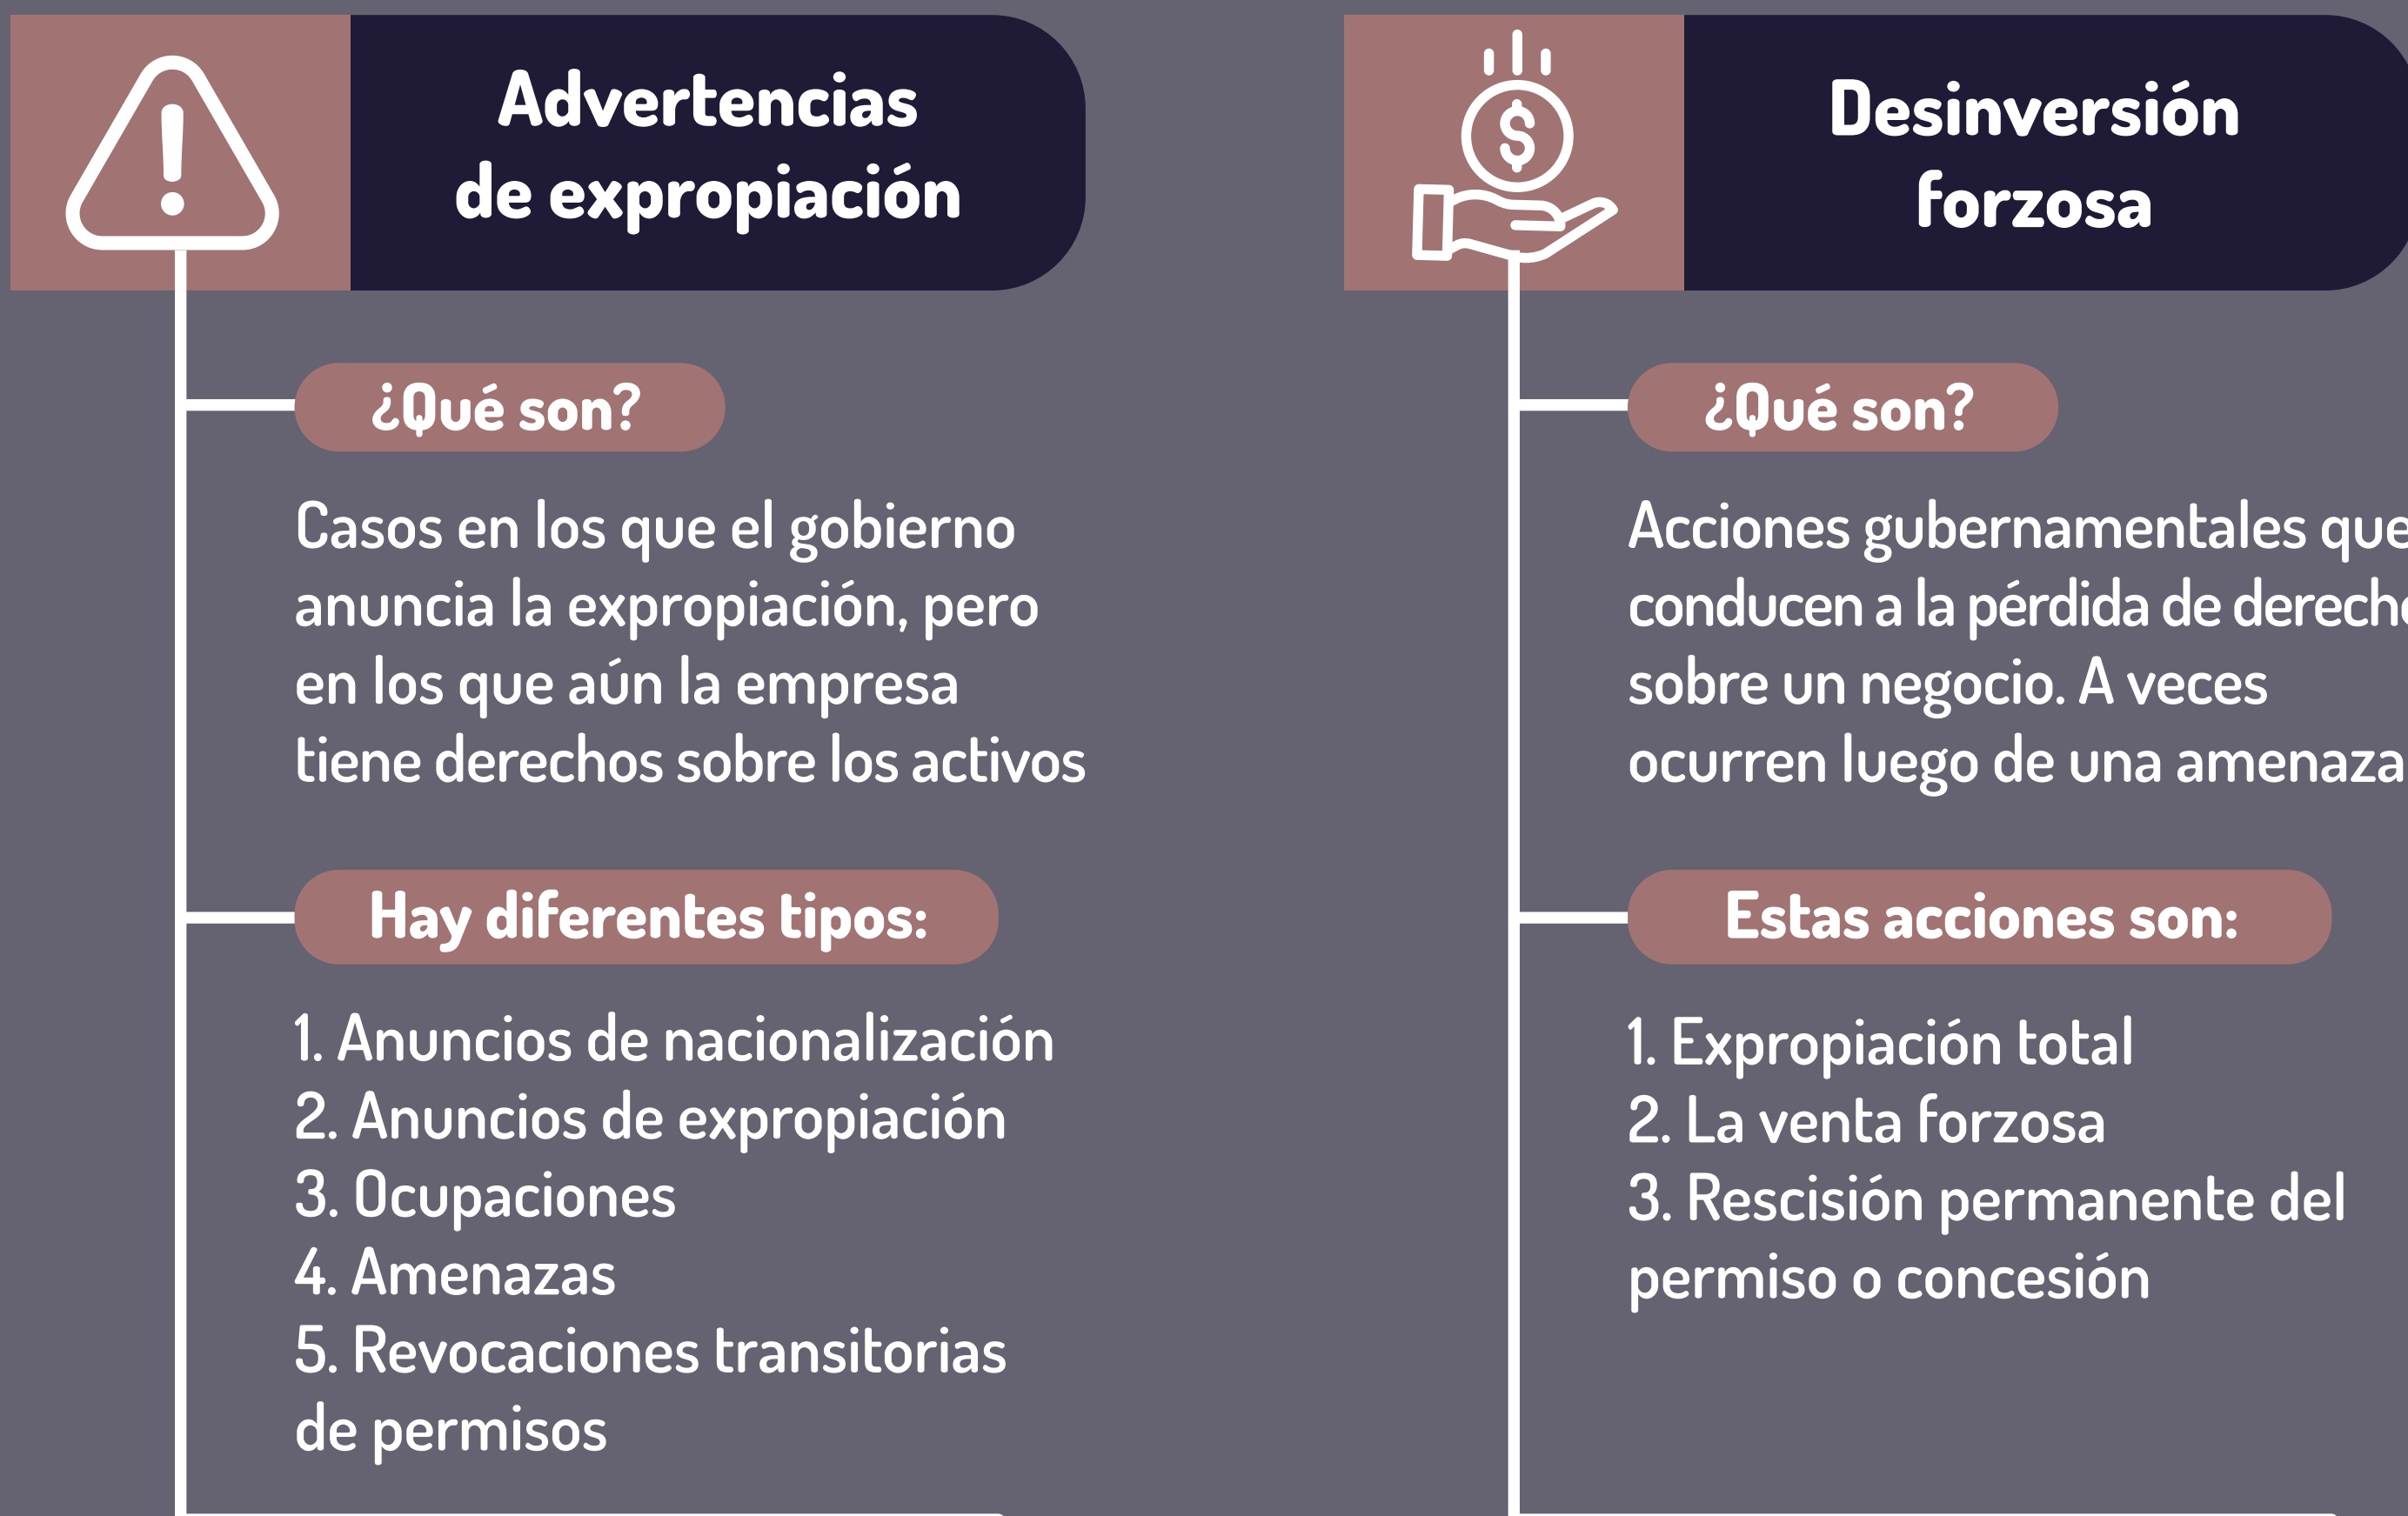 Advertencias
de expropiación
¿Qué son?
Casos en los que el gobierno
anuncia la expropiación, pero
en los que aún la empresa
tiene derechos sobre los activos
Hay diferentes tipos:
1. Anuncios de nacionalización
2. Anuncios de expropiación
3. Ocupaciones
4. Amenazas
5. Revocaciones transitorias
de permisos
Desinversión
forzosa
¿Qué son?
Acciones gubernamentales que
conducen a la pérdida de
sobre un negocio. A veces
ocurren luego de una amenaza
Estas acciones son:
1. Expropiación total
2. La venta forzosa
3. Rescisión permanente del
permiso o concesión